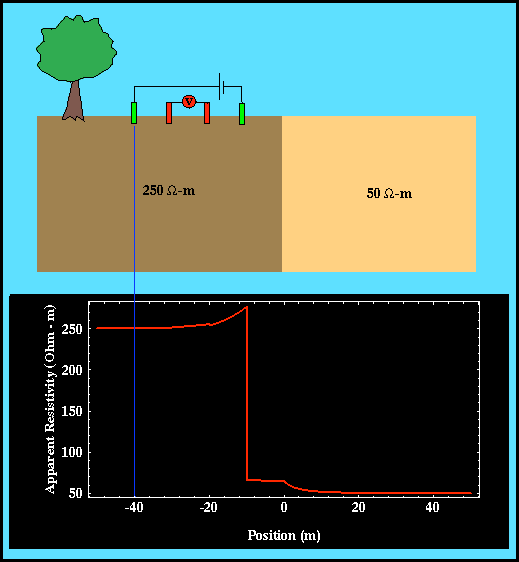 V
250 Ω-m
50 Ω-m
Apparent Resistivity (Ohm - m)
250
200
150
100
50
-40 -20 0 20 40
Position (m)